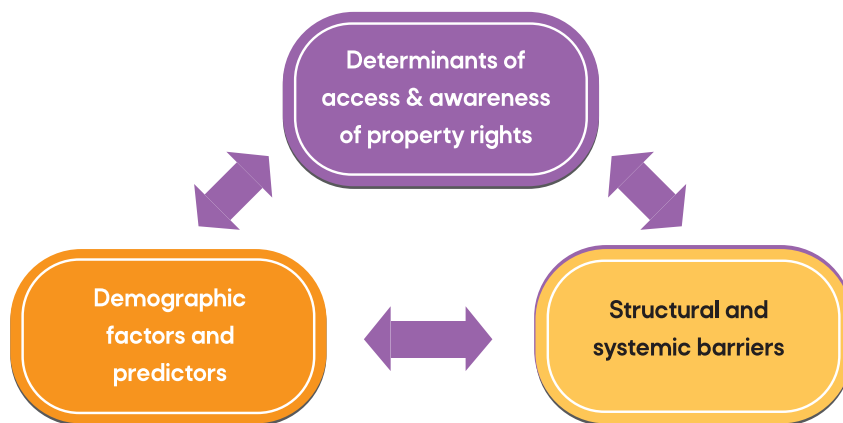 Determinants of
access & awareness
of property rights
Demographic
factors and
predictors
Structural and
systemic barriers